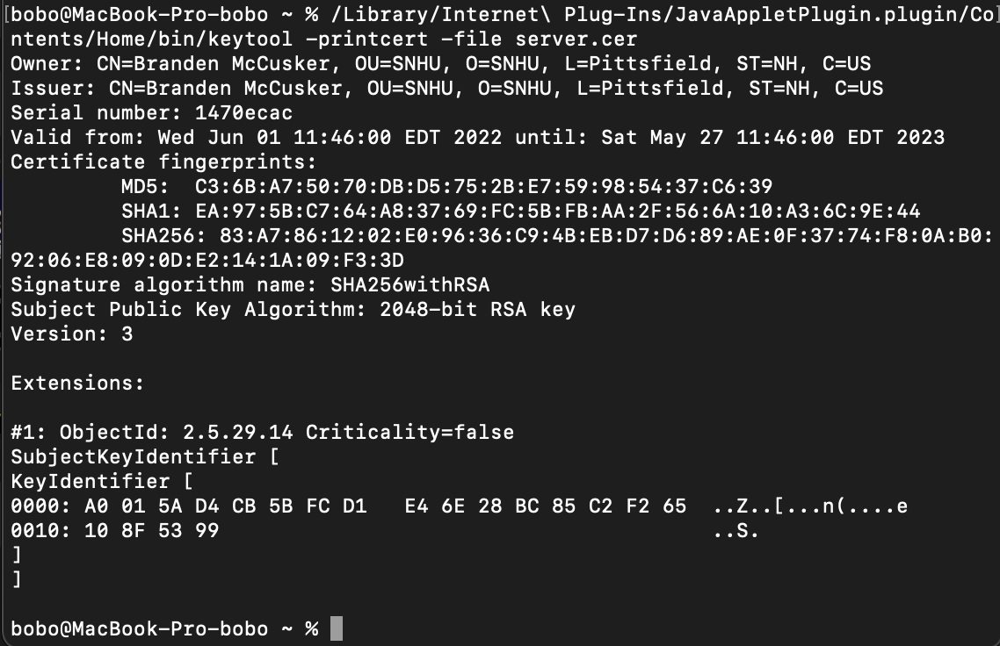 [bobo@MacBook-Pro-bobo ~ % /Library/Internet\ Plug-Ins/JavaAppletPlugin.plugin/Co]
ntents/Home/bin/keytool -printcert -file server.cer
Owner: CN=Branden McCusker, OU=SNHU, O=SNHU, L=Pittsfield, ST=NH, C=US
Issuer: CN=Branden McCusker, OU=SNHU, O=SNHU, L=Pittsfield, ST=NH, C=US
Serial number: 1470ecac
Valid from: Wed Jun 01 11:46:00 EDT 2022 until: Sat May 27 11:46:00 EDT 2023
Certificate fingerprints:
         MD5:  C3:6B:A7:50:70:DB:D5:75:2B:E7:59:98:54:37:C6:39
         SHA1: EA:97:5B:C7:64:A8:37:69:FC:5B:FB:AA:2F:56:6A:10:A3:6C:9E:44
         SHA256: 83:A7:86:12:02:E0:96:36:C9:4B:EB:D7:D6:89:AE:0F:37:74:F8:0A:B0:
92:06:E8:09:0D:E2:14:1A:09:F3:3D
Signature algorithm name: SHA256withRSA
Subject Public Key Algorithm: 2048-bit RSA key
Version: 3

Extensions:

#1: ObjectId: 2.5.29.14 Criticality=false
SubjectKeyIdentifier [
KeyIdentifier [
0000: A0 01 5A D4 CB 5B FC D1   E4 6E 28 BC 85 C2 F2 65  ..Z..[...n(....e
0010: 10 8F 53 99                                        ..S.
]
]

bobo@MacBook-Pro-bobo ~ %